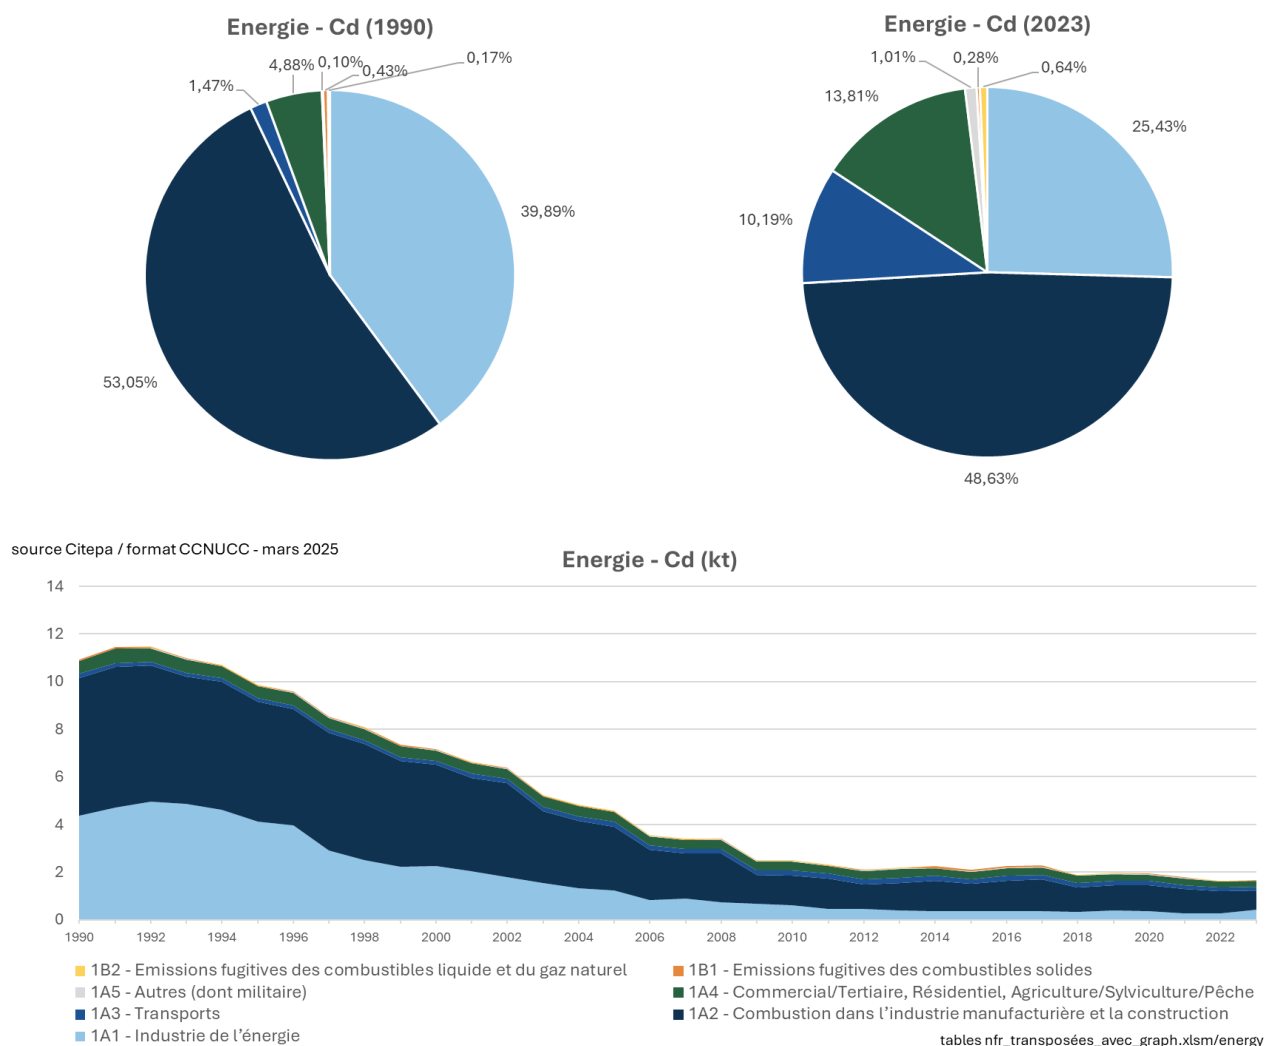 Energie - Cd (1990)
Energie - Cd (2023)
4,88%
0,10%
0,43%
0,17%
1,47%
39,89%
53,05%
1,01%
0,28%
0,64%
13,81%
25,43%
10,19%
48,63%
source Citepa / format CCNUCC - mars 2025
Energie - Cd (kt)
14
12
10
8
6
4
2
0
1990 1992 1994 1996 1998 2000 2002 2004 2006 2008 2010 2012 2014 2016 2018 2020 2022
1B2 - Emissions fugitives des combustibles liquide et du gaz naturel
1B1 - Emissions fugitives des combustibles solides
1A5 - Autres (dont militaire)
1A4 - Commercial/Tertiaire, Résidentiel, Agriculture/Sylviculture/Pêche
1A3 - Transports
1A2 - Combustion dans l’industrie manufacturière et la construction
1A1 - Industrie de l’énergie
tables nfr_transposées_avec_graph.xlsm/energy